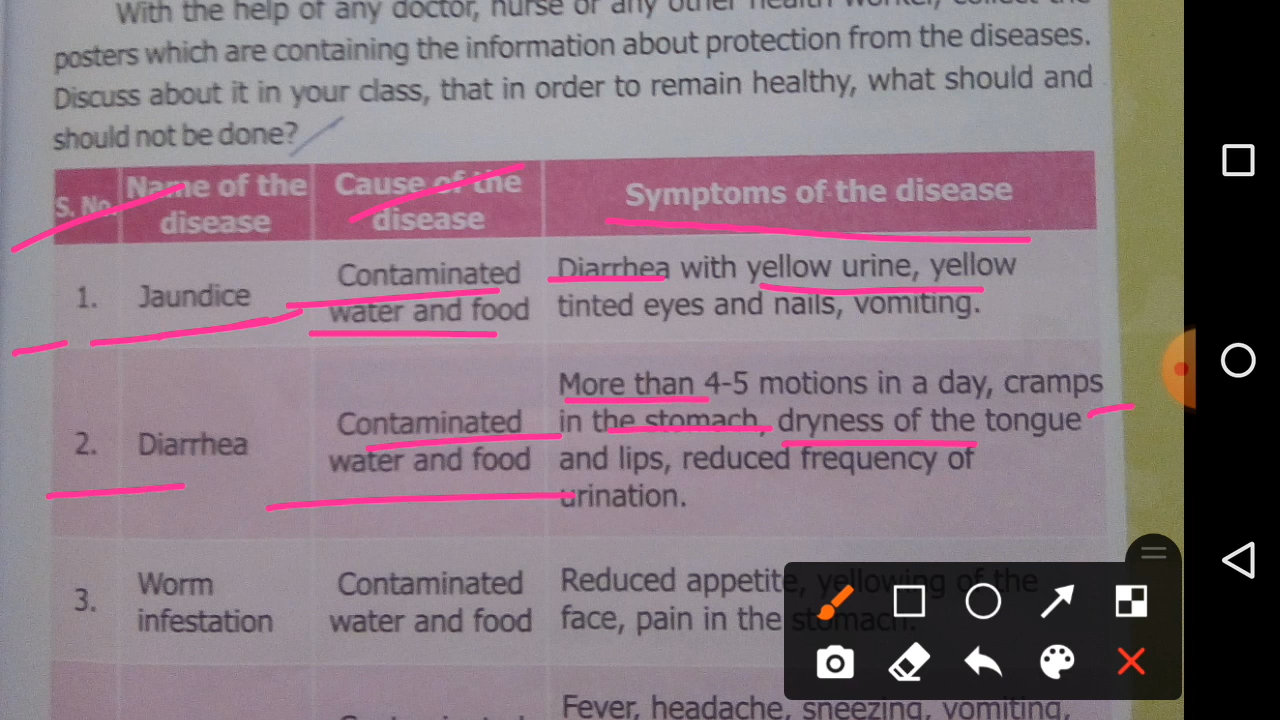 With the help of any doctor, nurse or any other health worker, collect the
posters which are containing the information about protection from the diseases.
Discuss about it in your class, that in order to remain healthy, what should and
should not be done?
S. No. Name of the disease Cause of the disease Symptoms of the disease
1. Jaundice Contaminated Diarrhea with yellow urine, yellow
water and food tinted eyes and nails, vomiting.
More than 4-5 motions in a day, cramps
2. Diarrhea Contaminated in the stomach, dryness of the tongue
water and food and lips, reduced frequency of
urination.
3. Worm Contaminated Reduced appetite, yellowing of the
infestation water and food face, pain in the stomach.
Contaminated Fever, headache, sneezing, vomiting,